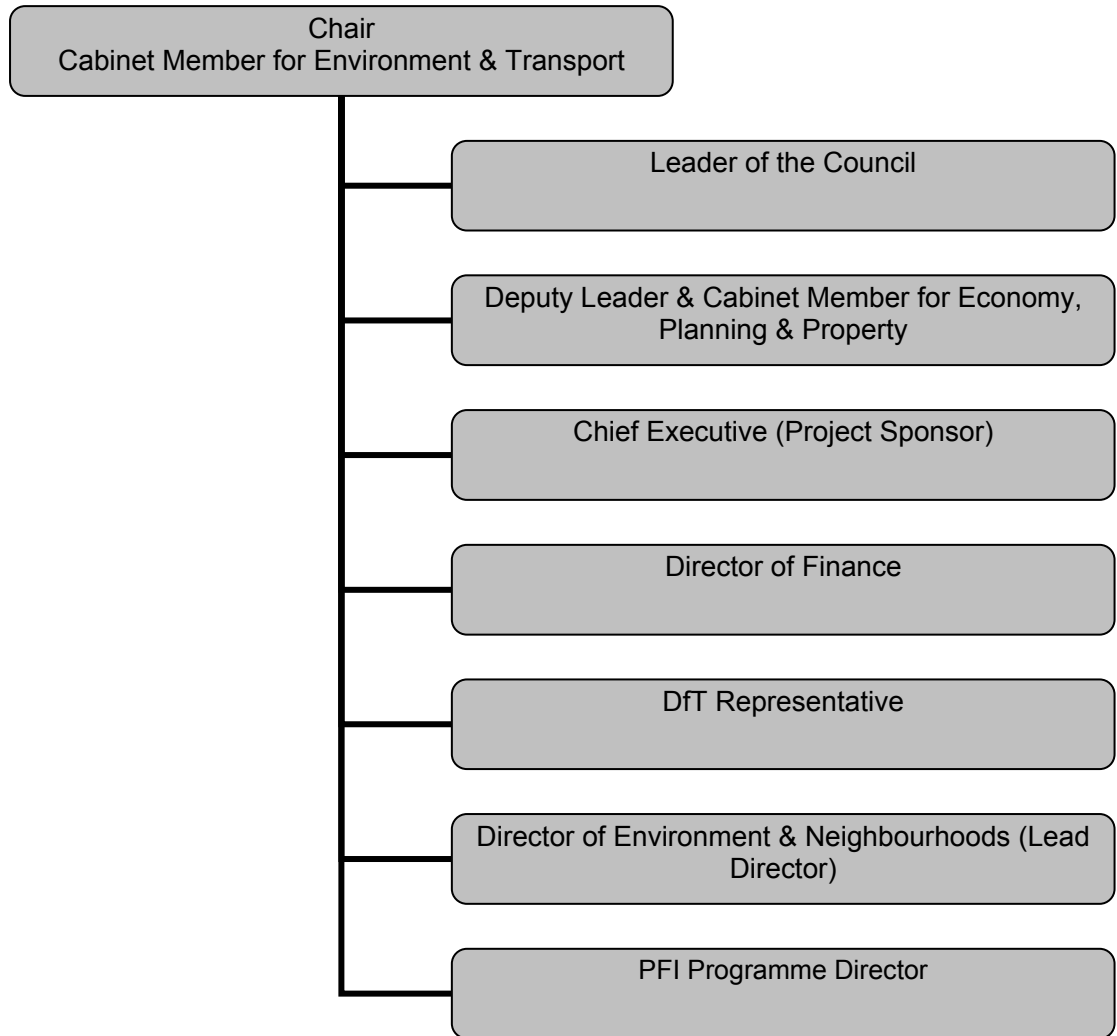 Chair
Cabinet Member for Environment & Transport
Leader of the Council
Deputy Leader & Cabinet Member for Economy,
Planning & Property
Chief Executive (Project Sponsor)
Director of Finance
DfT Representative
Director of Environment & Neighbourhoods (Lead
Director)
PFI Programme Director